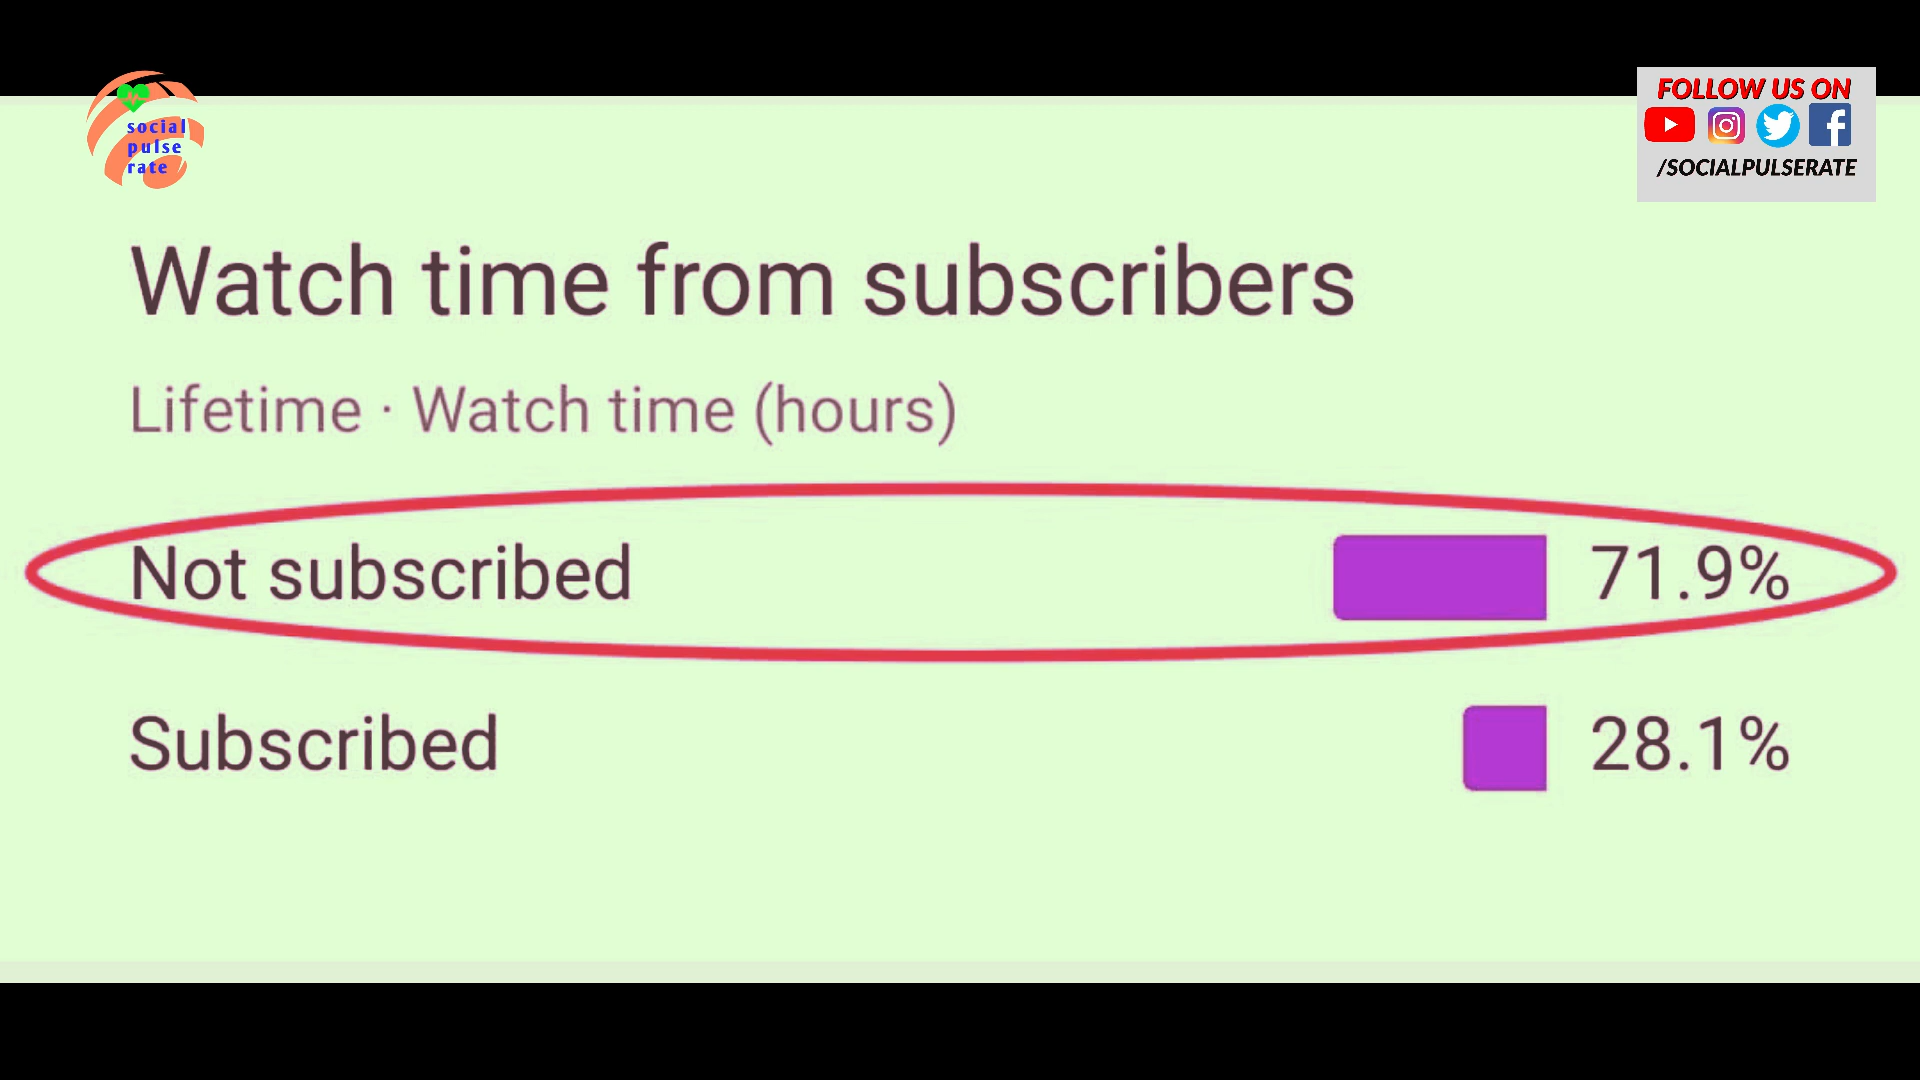 social
pulse
rate
FOLLOW US ON
/SOCIALPULSERATE
Watch time from subscribers
Lifetime · Watch time (hours)
Not subscribed 71.9%
Subscribed 28.1%